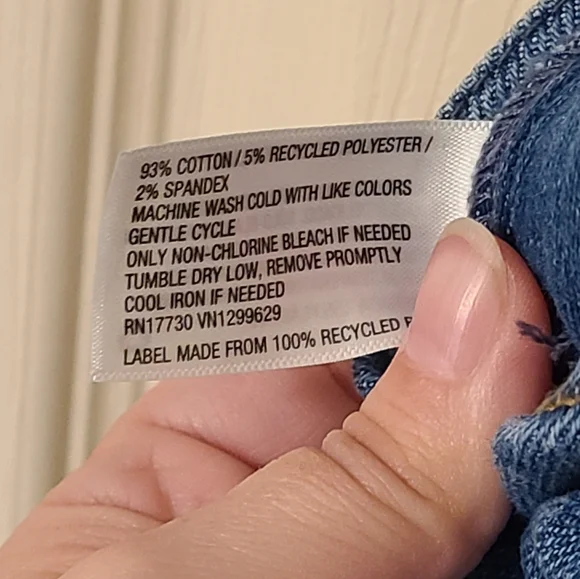 93% COTTON / 5% RECYCLED POLYESTER /
2% SPANDEX
MACHINE WASH COLD WITH LIKE COLORS
GENTLE CYCLE
ONLY NON-CHLORINE BLEACH IF NEEDED
TUMBLE DRY LOW, REMOVE PROMPTLY
COOL IRON IF NEEDED
RN17730 VN1299629
LABEL MADE FROM 100% RECYCLED